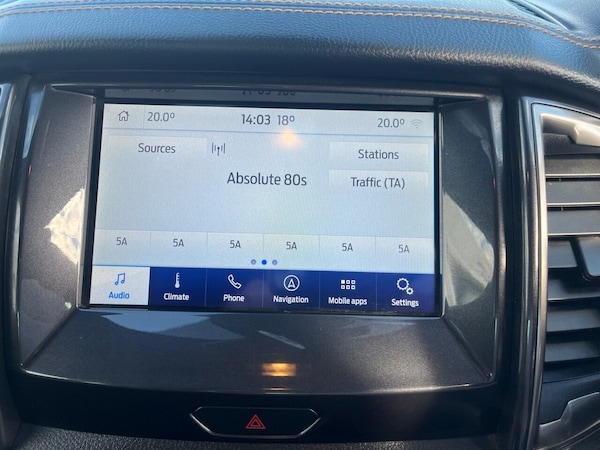 20.0° 14:03 18° 20.0°
Sources Stations
Absolute 80s Traffic (TA)
5A 5A 5A 5A 5A 5A
Audio Climate Phone Navigation Mobile apps Settings